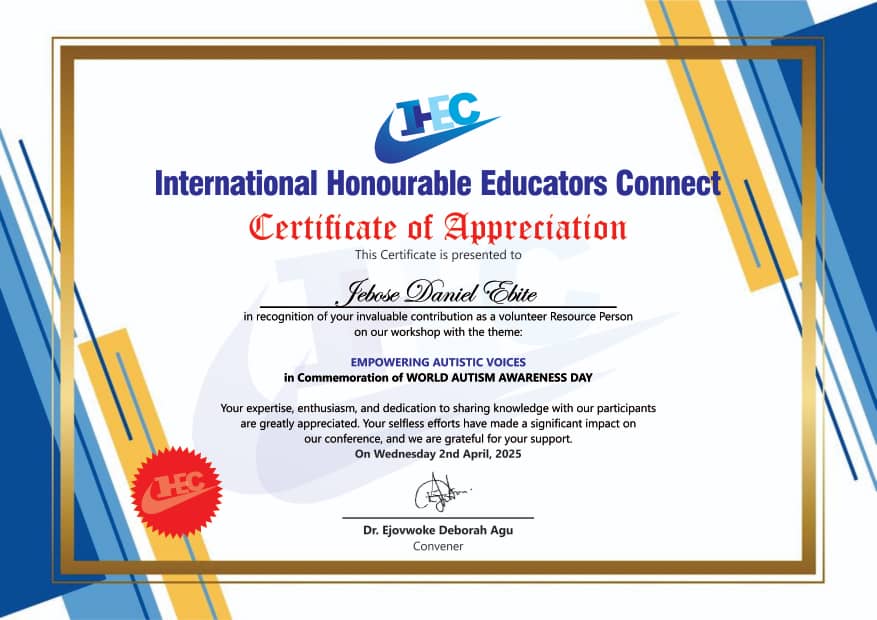 IHEC
International Honourable Educators Connect
Certificate of Appreciation
This Certificate is presented to
Jebose Daniel Ebite
in recognition of your invaluable contribution as a volunteer Resource Person
on our workshop with the theme:
EMPOWERING AUTISTIC VOICES
in Commemoration of WORLD AUTISM AWARENESS DAY
Your expertise, enthusiasm, and dedication to sharing knowledge with our participants
are greatly appreciated. Your selfless efforts have made a significant impact on
our conference, and we are grateful for your support.
On Wednesday 2nd April, 2025
IHEC
Dr. Ejovwoke Deborah Agu
Convener